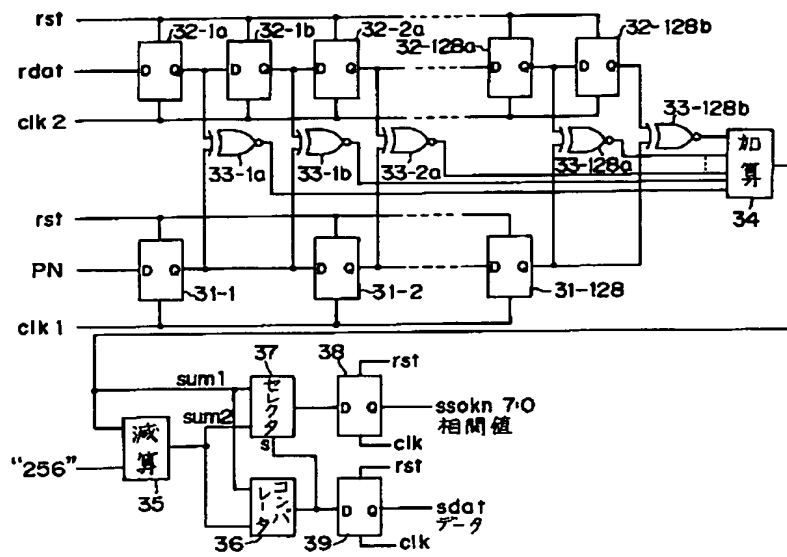 rst
32-1a 32-1b 32-2a 32-128a 32-128b
rdat D Q D Q D Q D Q D Q
clk 2
33-1a 33-1b 33-2a 33-128a 33-128b
加算
34
rst
PN D Q D Q D Q
31-1 31-2 31-128
clk 1
sum1 37 38 rst
セレクタ
S
D Q ssokn 7:0
相関値
clk
sum2
減算
35
"256"
コンパレータ
36
rst
D Q sdat
データ
39 clk